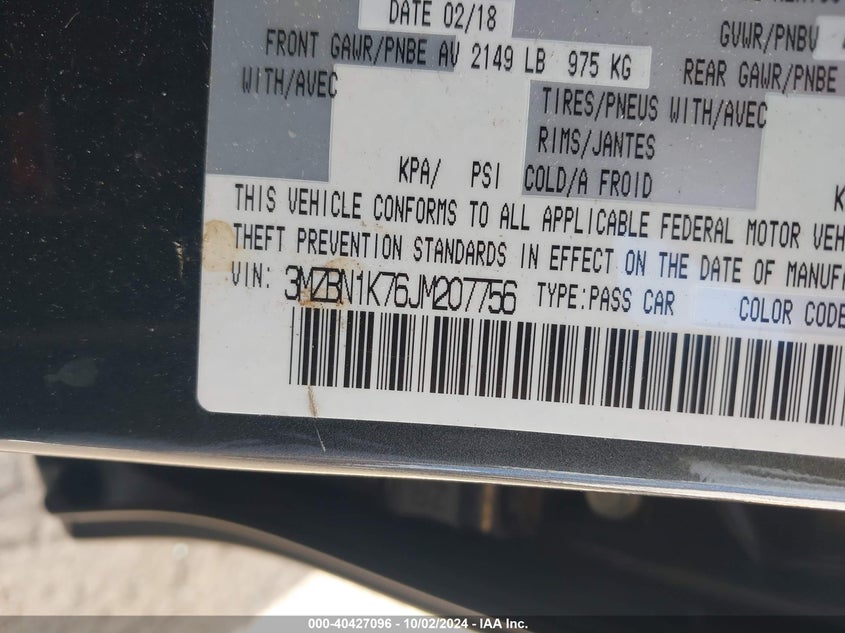 DATE 02/18
GVWR/PNBV
FRONT GAWR/PNBE AV 2149 LB 975 KG
REAR GAWR/PNBE
WITH/AVEC
TIRES/PNEUS WITH/AVEC
RIMS/JANTES
KPA/ PSI COLD/A FROID
THIS VEHICLE CONFORMS TO ALL APPLICABLE FEDERAL MOTOR VEH
THEFT PREVENTION STANDARDS IN EFFECT ON THE DATE OF MANUF
VIN: 3MZBN1K76JM207756 TYPE:PASS CAR COLOR CODE
000-40427096 - 10/02/2024 - IAA Inc.